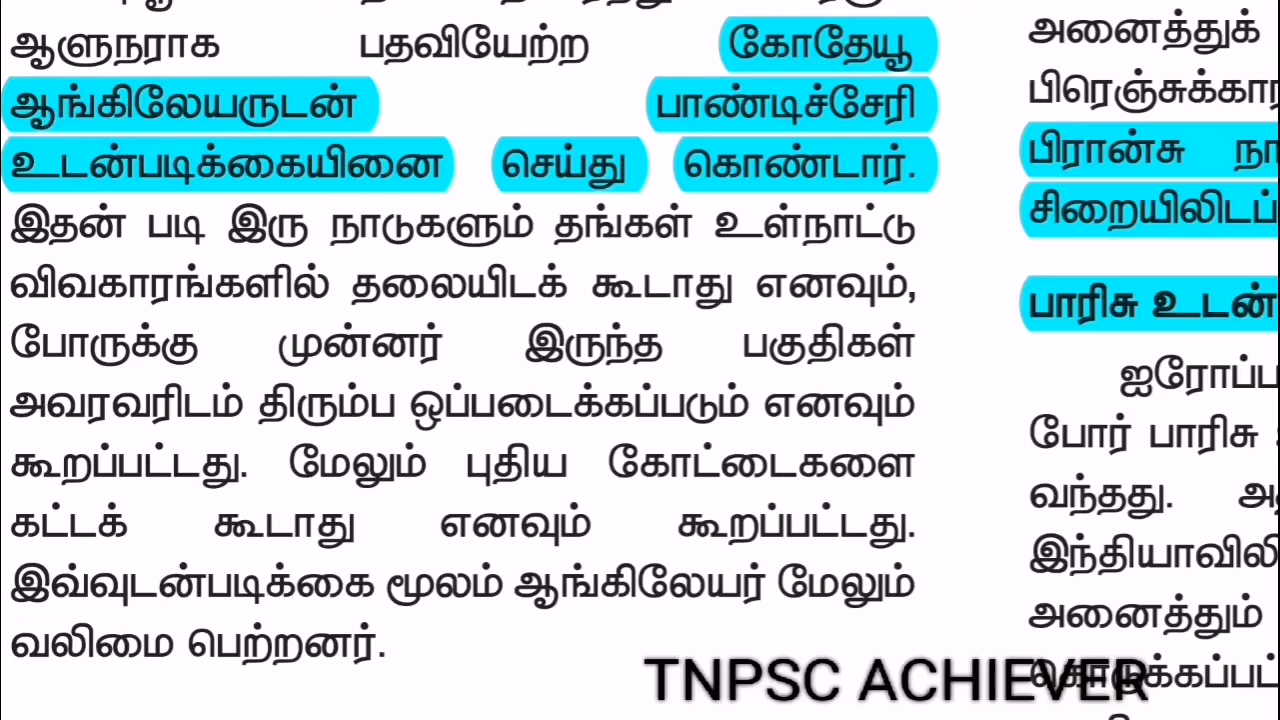 ஆளுநராக பதவியேற்ற கோதேயூ
ஆங்கிலேயருடன் பாண்டிச்சேரி
உடன்படிக்கையினை செய்து கொண்டார்.
இதன் படி இரு நாடுகளும் தங்கள் உள்நாட்டு
விவகாரங்களில் தலையிடக் கூடாது எனவும்,
போருக்கு முன்னர் இருந்த பகுதிகள்
அவரவரிடம் திரும்ப ஒப்படைக்கப்படும் எனவும்
கூறப்பட்டது. மேலும் புதிய கோட்டைகளை
கட்டக் கூடாது எனவும் கூறப்பட்டது.
இவ்வுடன்படிக்கை மூலம் ஆங்கிலேயர் மேலும்
வலிமை பெற்றனர்.
அனைத்துக்
பிரெஞ்சுக்கார
பிரான்சு நா
சிறையிலிடப்
பாரிசு உடன்
ஐரோப்ப
போர் பாரிசு
வந்தது.
இந்தியாவிலி
அனைத்தும்
கொடுக்கப்பட்
TNPSC ACHIEVER